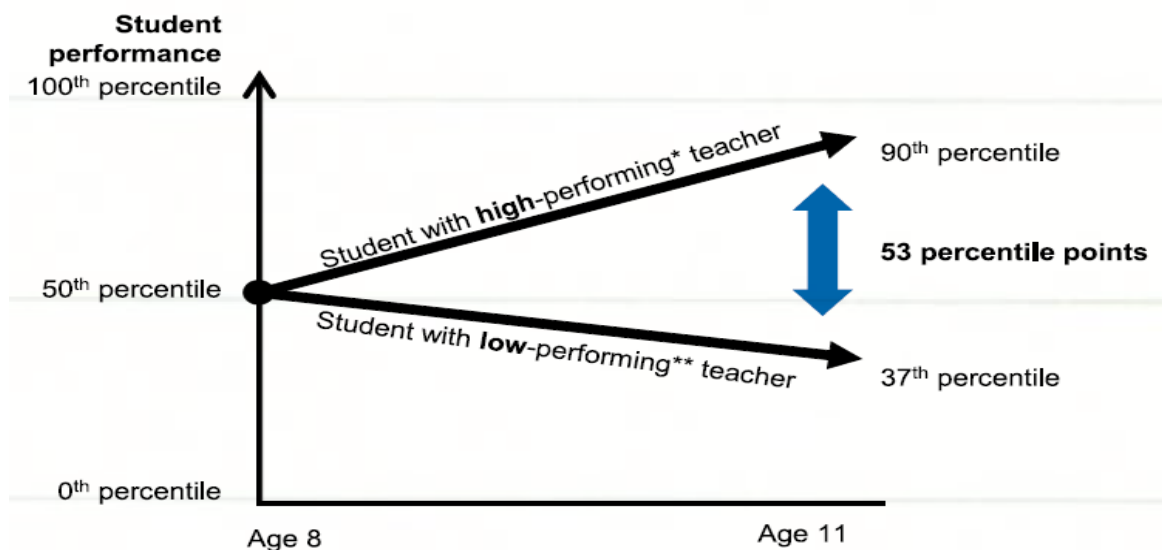 Student
performance
100th percentile
Student with high-performing* teacher
90th percentile
53 percentile points
50th percentile
Student with low-performing** teacher
37th percentile
0th percentile
Age 8
Age 11